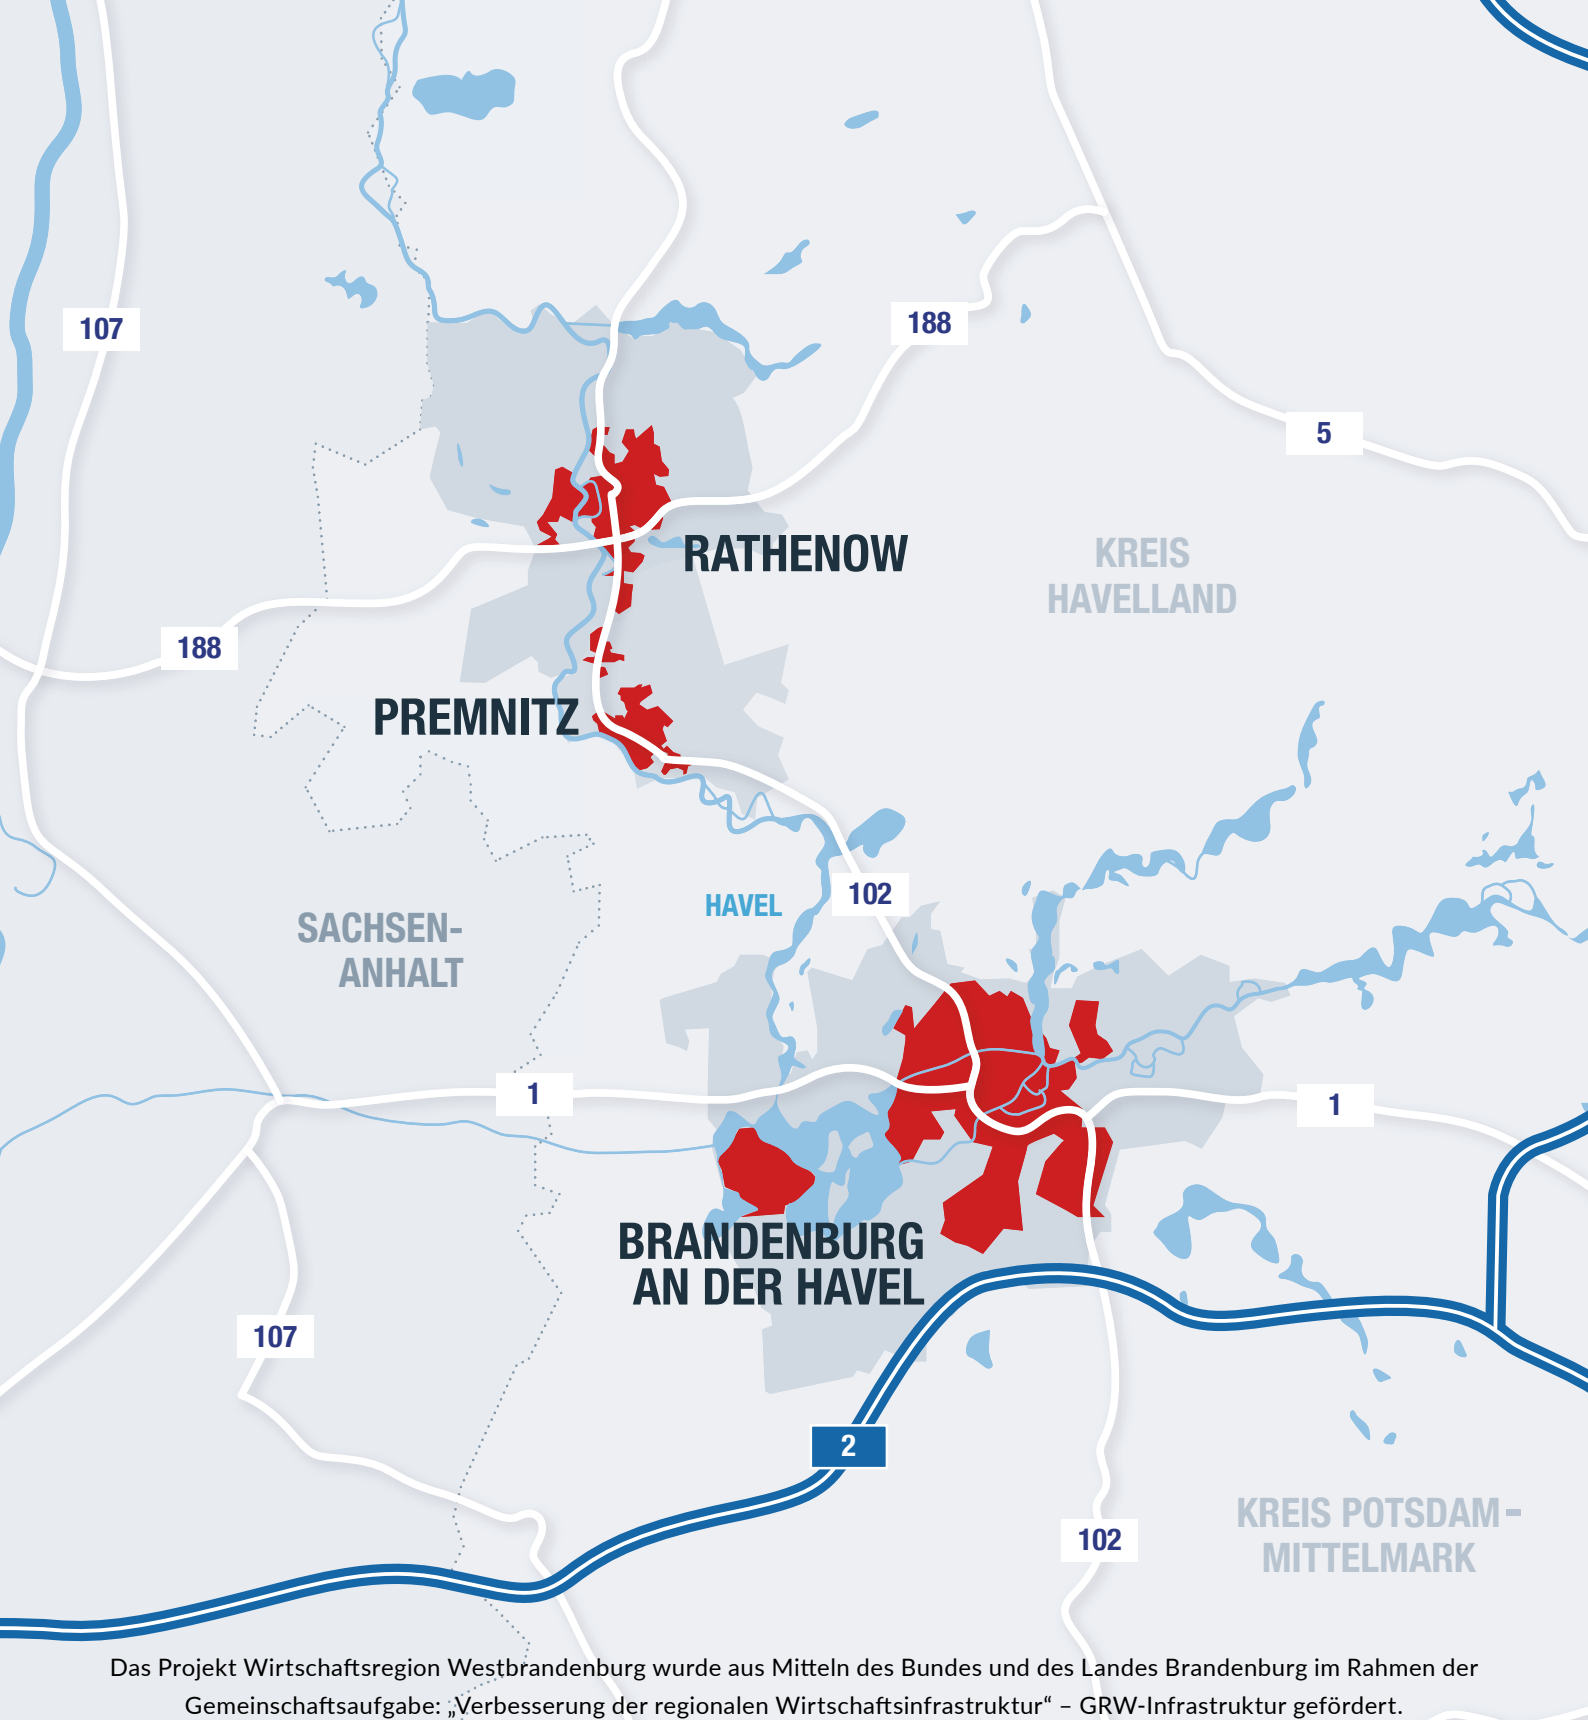 107
188
5
RATHENOW
KREIS
HAVELLAND
188
PREMNITZ
102
HAVEL
SACHSEN-
ANHALT
1
1
BRANDENBURG
AN DER HAVEL
107
2
KREIS POTSDAM-
MITTELMARK
102
Das Projekt Wirtschaftsregion Westbrandenburg wurde aus Mitteln des Bundes und des Landes Brandenburg im Rahmen der
Gemeinschaftsaufgabe: „Verbesserung der regionalen Wirtschaftsinfrastruktur“ – GRW-Infrastruktur gefördert.